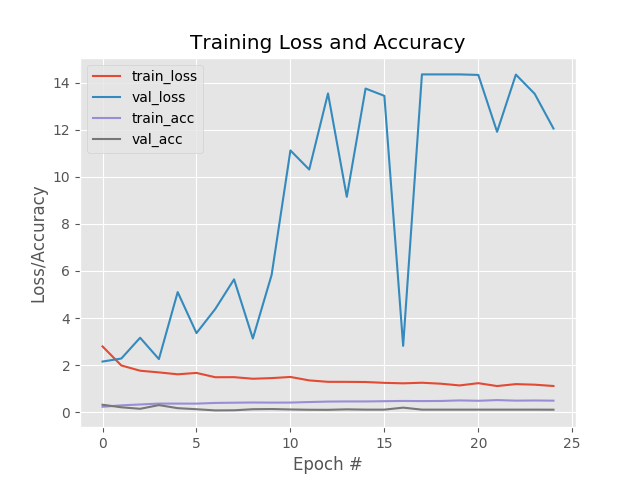 Training Loss and Accuracy
train_loss
val_loss
train_acc
val_acc
Loss/Accuracy
14
12
10
8
6
4
2
0
0 5 10 15 20 25
Epoch #